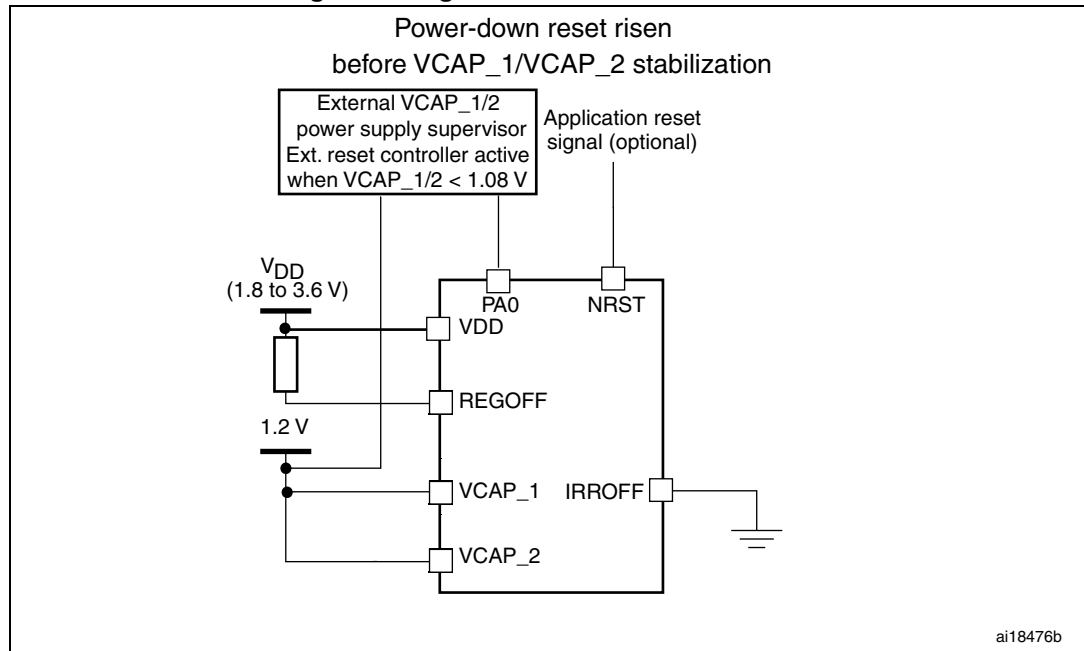 Power-down reset risen
before VCAP_1/VCAP_2 stabilization
External VCAP_1/2
power supply supervisor
Ext. reset controller active
when VCAP_1/2 < 1.08 V
Application reset
signal (optional)
VDD
(1.8 to 3.6 V)
PA0
NRST
VDD
REGOFF
1.2 V
VCAP_1
IRROFF
VCAP_2
ai18476b